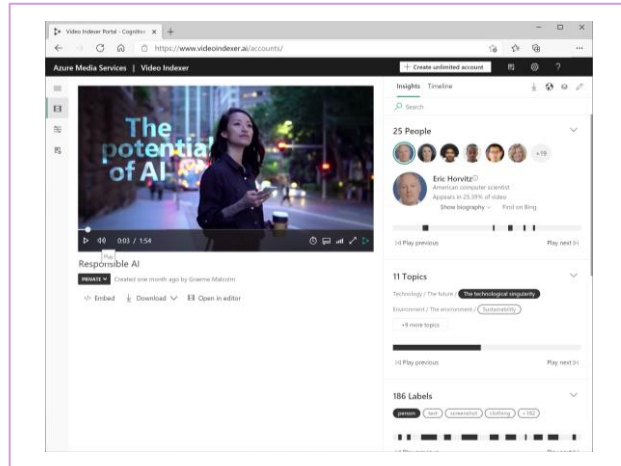 Video Indexer Portal - Cognitive
https://www.videoindexer.ai/accounts/
Azure Media Services | Video Indexer
+ Create unlimited account
?
The
potential
of AI
0:03 / 1:54
Play
Responsible AI
PRIVATE
Created one month ago by Graeme Malcolm
Embed
Download
Open in editor
Insights
Timeline
Search
25 People
+19
Eric Horvitz
American computer scientist
Appears in 25.39% of video
Show biography
Find on Bing
Play previous
Play next
11 Topics
Technology / The future / The technological singularity
Environment / The environment / Sustainability
+9 more topics
Play previous
Play next
186 Labels
person
text
screenshot
clothing
+182